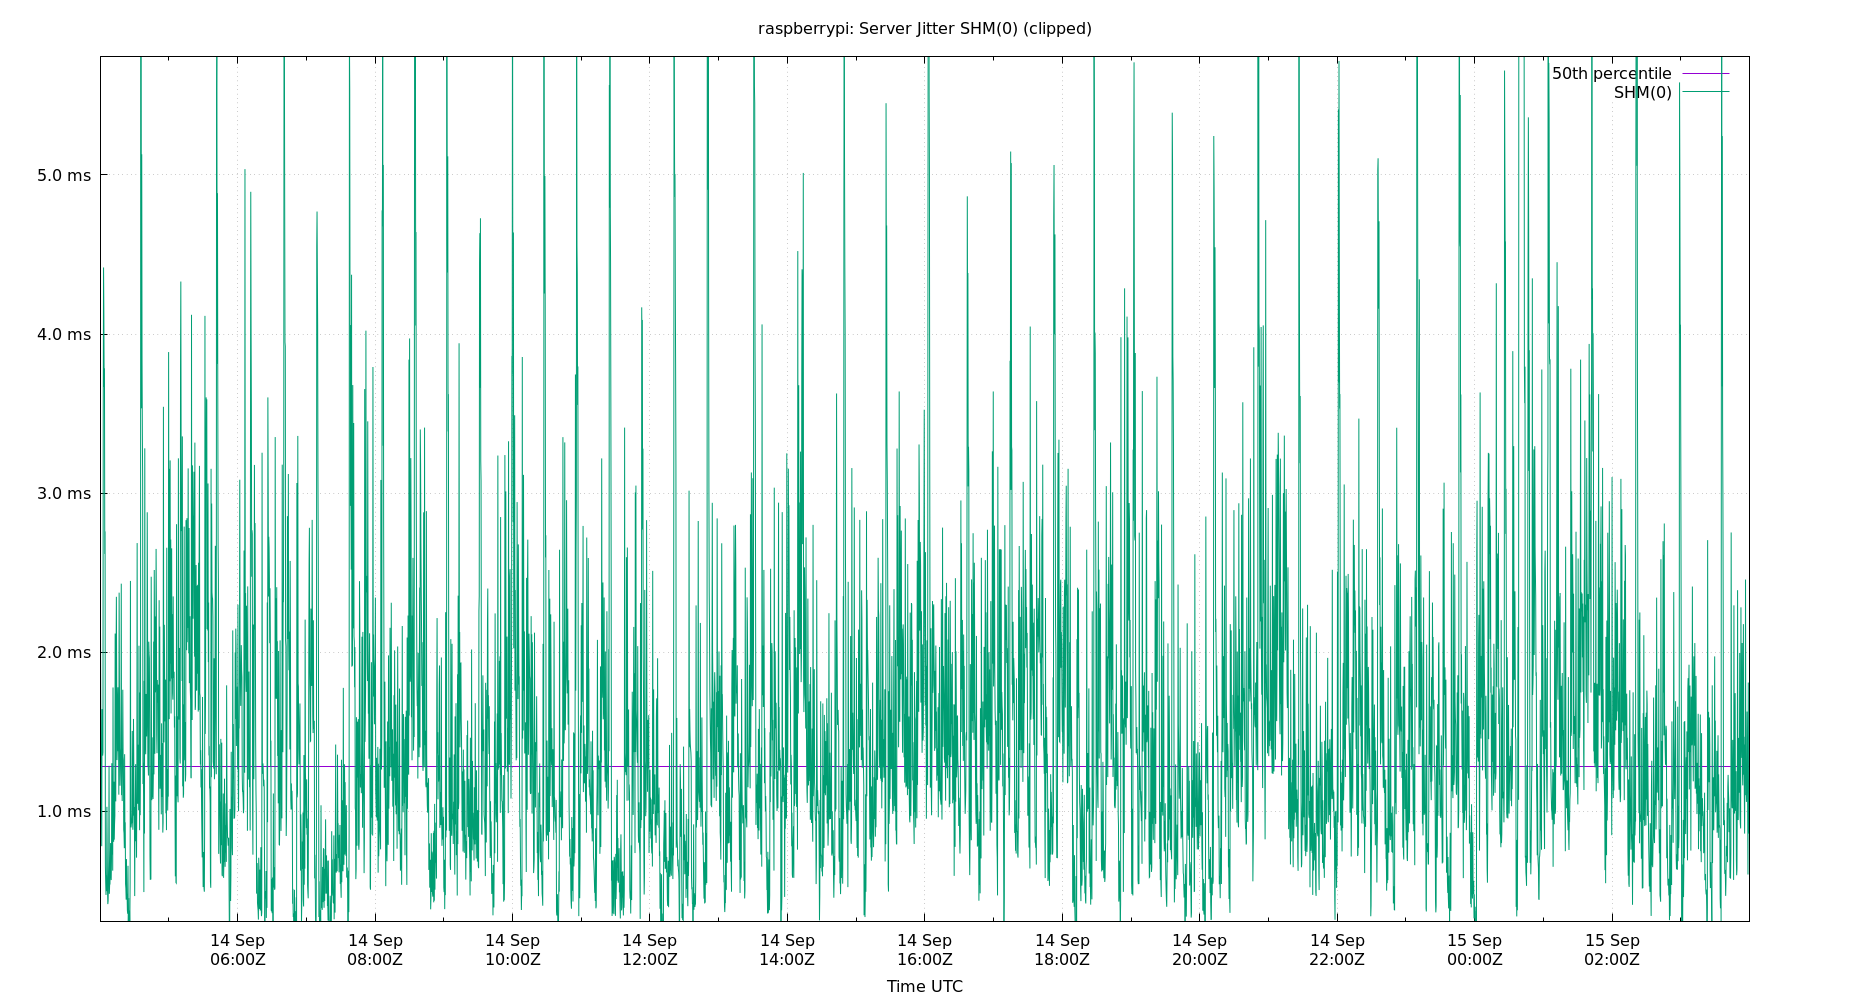 raspberrypi: Server Jitter SHM(0) (clipped)
50th percentile
SHM(0)
5.0 ms
4.0 ms
3.0 ms
2.0 ms
1.0 ms
14 Sep 14 Sep 14 Sep 14 Sep 14 Sep 14 Sep 14 Sep 14 Sep 14 Sep 15 Sep 15 Sep
06:00Z 08:00Z 10:00Z 12:00Z 14:00Z 16:00Z 18:00Z 20:00Z 22:00Z 00:00Z 02:00Z
Time UTC